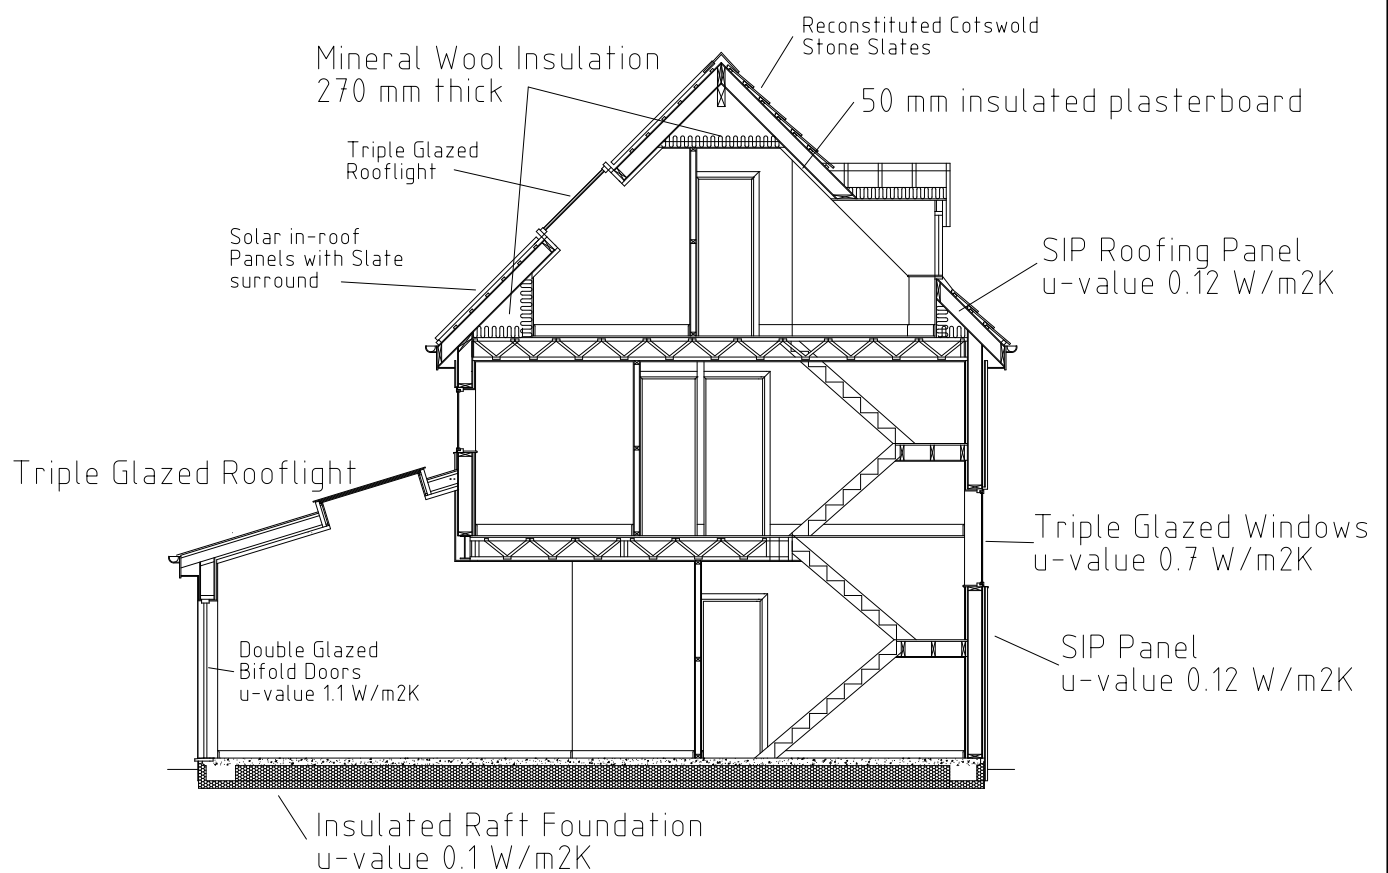 Reconstituted Cotswold
Stone Slates
Mineral Wool Insulation
270 mm thick
50 mm insulated plasterboard
Triple Glazed
Rooflight
Solar in-roof
Panels with Slate
surround
SIP Roofing Panel
u-value 0.12 W/m2K
Triple Glazed Rooflight
Triple Glazed Windows
u-value 0.7 W/m2K
Double Glazed
Bifold Doors
u-value 1.1 W/m2K
SIP Panel
u-value 0.12 W/m2K
Insulated Raft Foundation
u-value 0.1 W/m2K